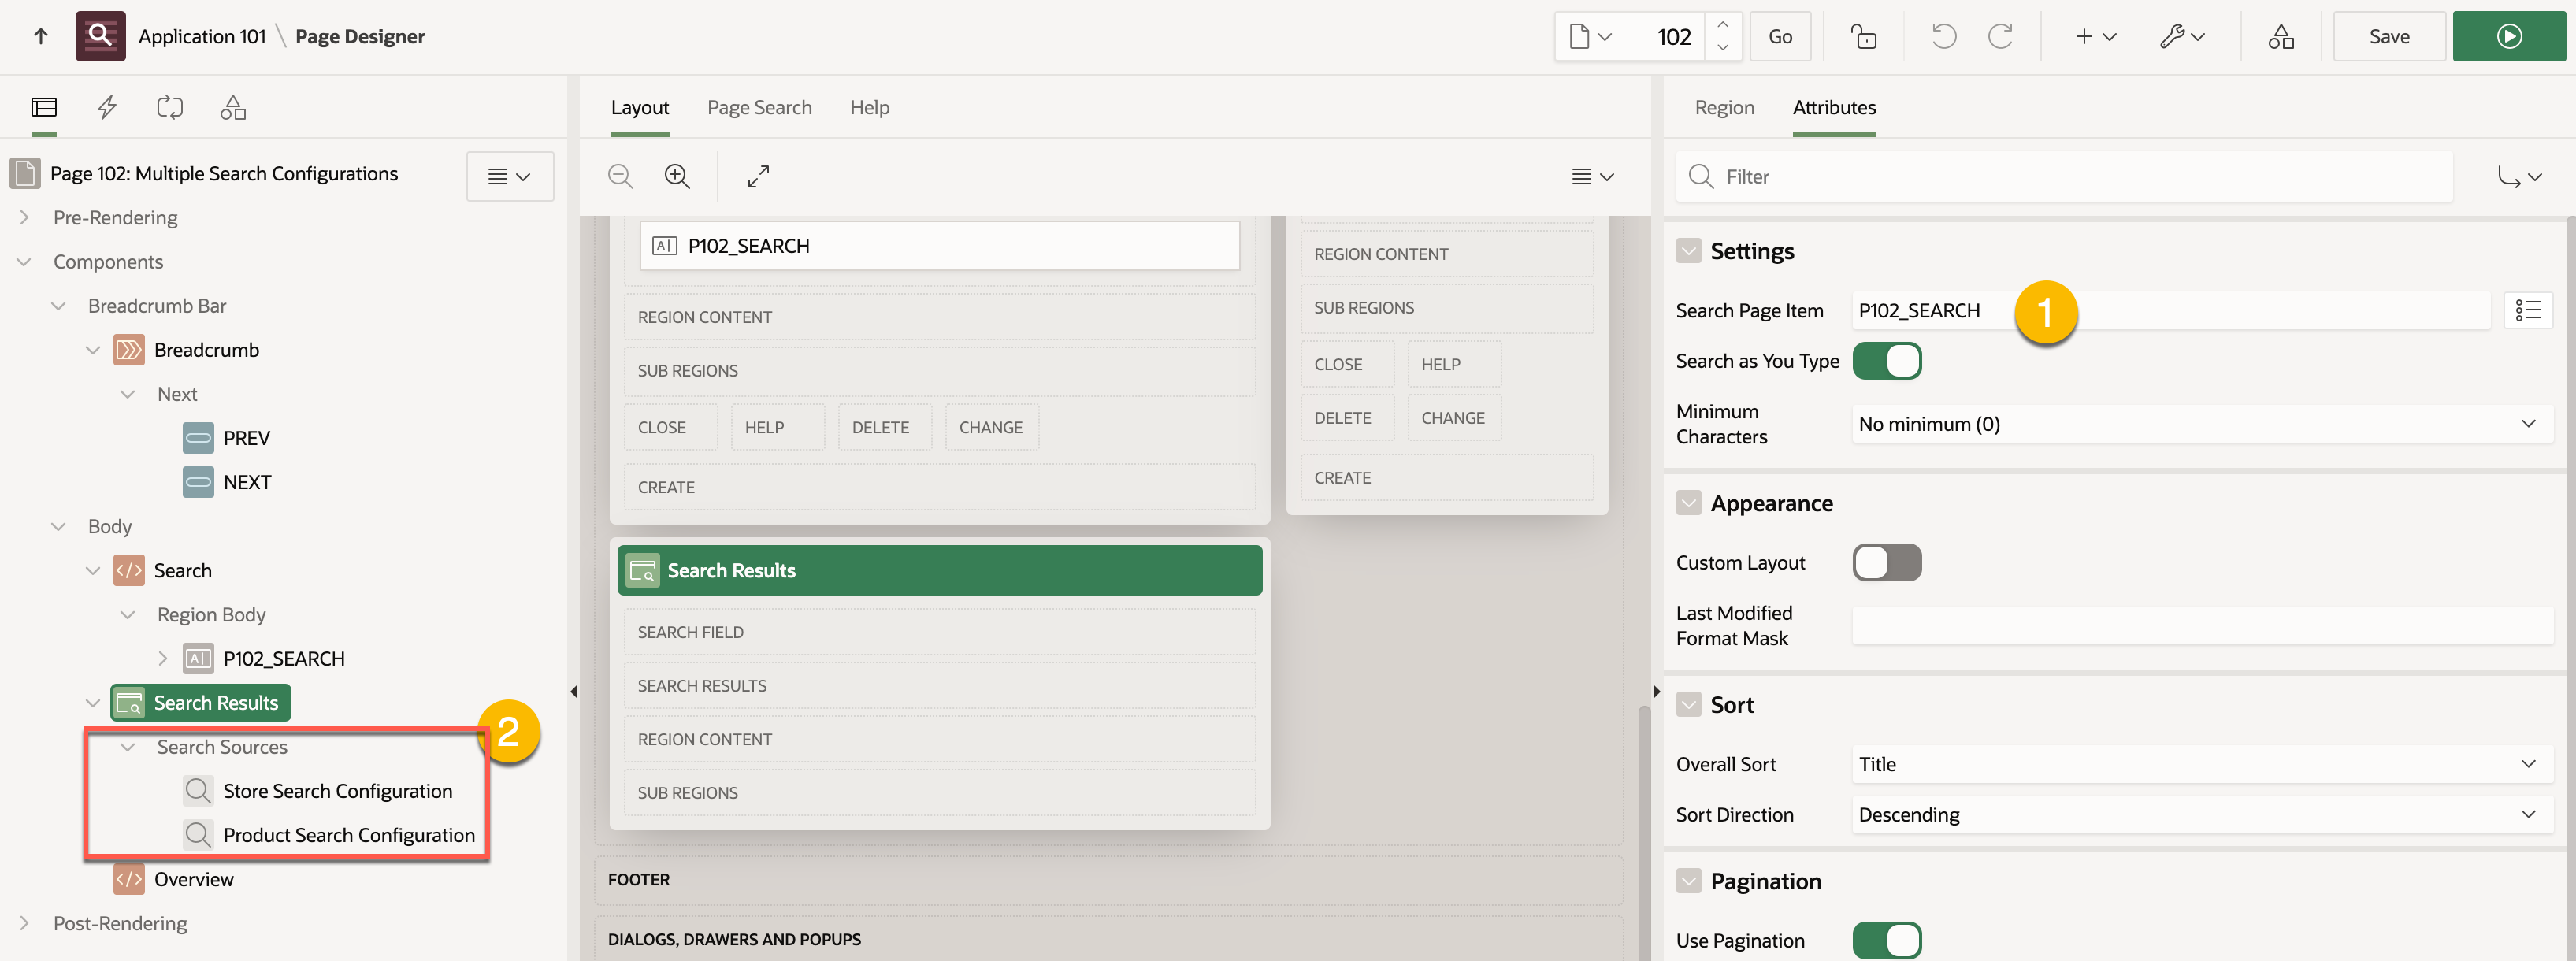 Application 101 \ Page Designer
102
Go
Save
Page 102: Multiple Search Configurations
Pre-Rendering
Components
Breadcrumb Bar
Breadcrumb
Next
PREV
NEXT
Body
Search
Region Body
P102_SEARCH
Search Results
2
Search Sources
Store Search Configuration
Product Search Configuration
Overview
Post-Rendering
Layout Page Search Help
P102_SEARCH
REGION CONTENT
SUB REGIONS
CLOSE HELP DELETE CHANGE
CREATE
REGION CONTENT
SUB REGIONS
CLOSE HELP
DELETE CHANGE
CREATE
Search Results
SEARCH FIELD
SEARCH RESULTS
REGION CONTENT
SUB REGIONS
FOOTER
DIALOGS, DRAWERS AND POPUPS
Region Attributes
Filter
Settings
Search Page Item P102_SEARCH 1
Search as You Type
Minimum
Characters
No minimum (0)
Appearance
Custom Layout
Last Modified
Format Mask
Sort
Overall Sort Title
Sort Direction Descending
Pagination
Use Pagination